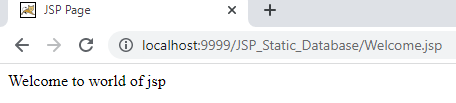 JSP Page
localhost:9999/JSP_Static_Database/Welcome.jsp
Welcome to world of jsp